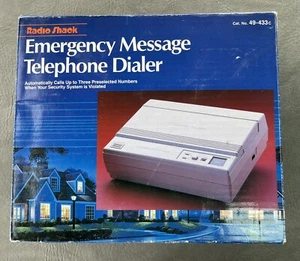 Radio Shack
Cat. No. 49-433c
Emergency Message
Telephone Dialer
Automatically Calls Up to Three Preselected Numbers
When Your Security System is Violated